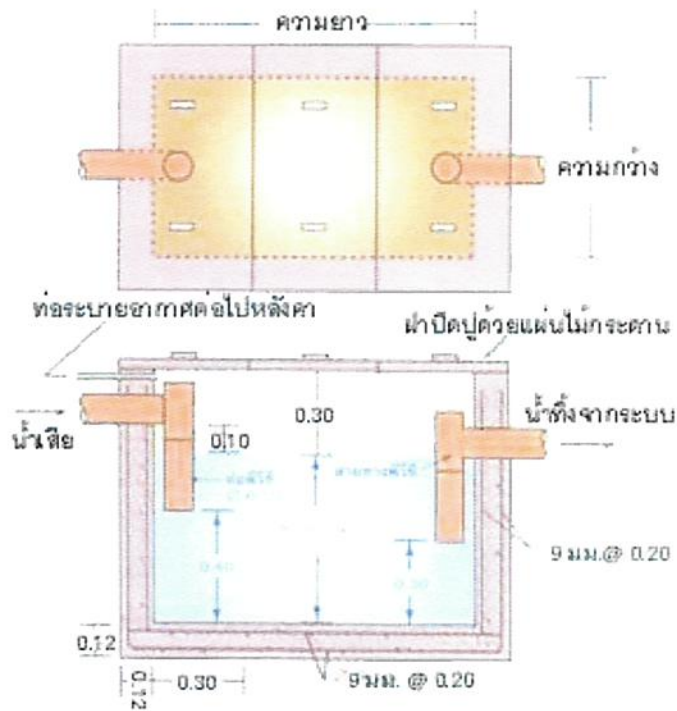 ความยาว
ความกว้าง
ท่อระบายอากาศต่อไปหลังคา
ฝาปิดปูด้วยแผ่นไม้กระดาน
น้ำเสีย
0.10
0.30
น้ำทิ้งจากระบบ
0.40
0.30
9 มม.@ 0.20
0.12
0.12
0.30
9 มม. @ 0.20